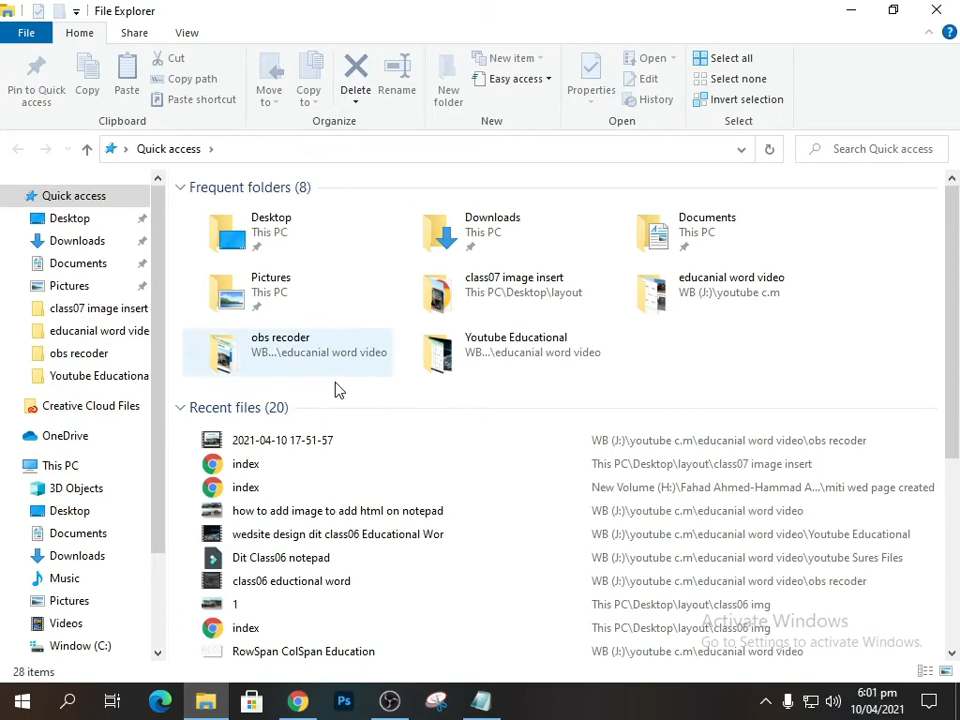 File Explorer
File Home Share View
Pin to Quick access
Copy
Paste
Cut
Copy path
Paste shortcut
Clipboard
Move to
Copy to
Delete
Rename
Organize
New folder
New item
Easy access
New
Properties
Open
Edit
History
Open
Select all
Select none
Invert selection
Select
Quick access
Search Quick access
Quick access
Desktop
Downloads
Documents
Pictures
class07 image insert
educanial word vide
obs recoder
Youtube Educationa
Creative Cloud Files
OneDrive
This PC
3D Objects
Desktop
Documents
Downloads
Music
Pictures
Videos
Window (C:)
Frequent folders (8)
Desktop
This PC
Downloads
This PC
Documents
This PC
Pictures
This PC
class07 image insert
This PC\Desktop\layout
educanial word video
WB (J:)\youtube c.m
obs recoder
WB...\educanial word video
Youtube Educational
WB...\educanial word video
Recent files (20)
2021-04-10 17-51-57 WB (J:)\youtube c.m\educanial word video\obs recoder
index This PC\Desktop\layout\class07 image insert
index New Volume (H:)\Fahad Ahmed-Hammad A...\miti wed page created
how to add image to add html on notepad WB (J:)\youtube c.m\educanial word video
wedsite design dit class06 Educational Wor WB (J:)\youtube c.m\educanial word video\Youtube Educational
Dit Class06 notepad WB (J:)\youtube c.m\educanial word video\youtube Sures Files
class06 eductional word WB (J:)\youtube c.m\educanial word video\obs recoder
1 This PC\Desktop\layout\class06 img
index This PC\Desktop\layout\class06 img
RowSpan ColSpan Education WB (J:)\youtube c.m\educanial word video
Activate Windows
Go to Settings to activate Windows.
28 items
Ps
6:01 pm
10/04/2021